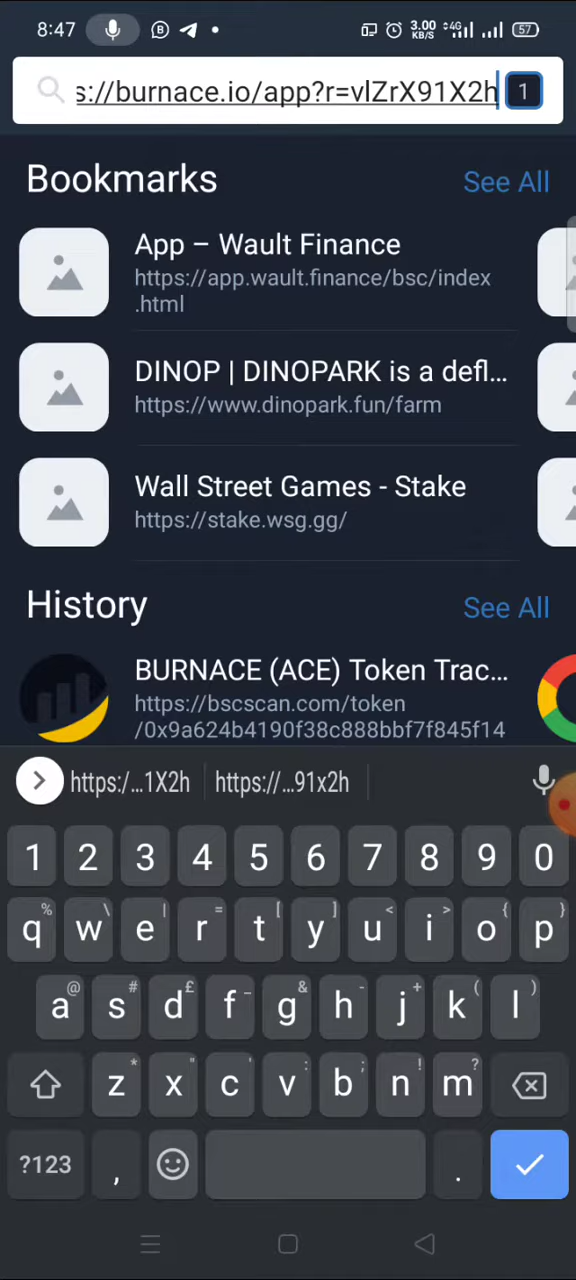 8:47
3.00
KB/S
4G
57
s://burnace.io/app?r=vlZrX91X2h
1
Bookmarks
See All
App – Wault Finance
https://app.wault.finance/bsc/index
.html
DINOP | DINOPARK is a defl...
https://www.dinopark.fun/farm
Wall Street Games - Stake
https://stake.wsg.gg/
History
See All
BURNACE (ACE) Token Trac...
https://bscscan.com/token
/0x9a624b4190f38c888bbf7f845f14
https:/...1X2h
https://...91x2h
1 2 3 4 5 6 7 8 9 0
% \ | = [ ] < > { }
q w e r t y u i o p
@ # £ _ & - + ( )
a s d f g h j k l
* " ' : ; ! ?
z x c v b n m
?123 , .